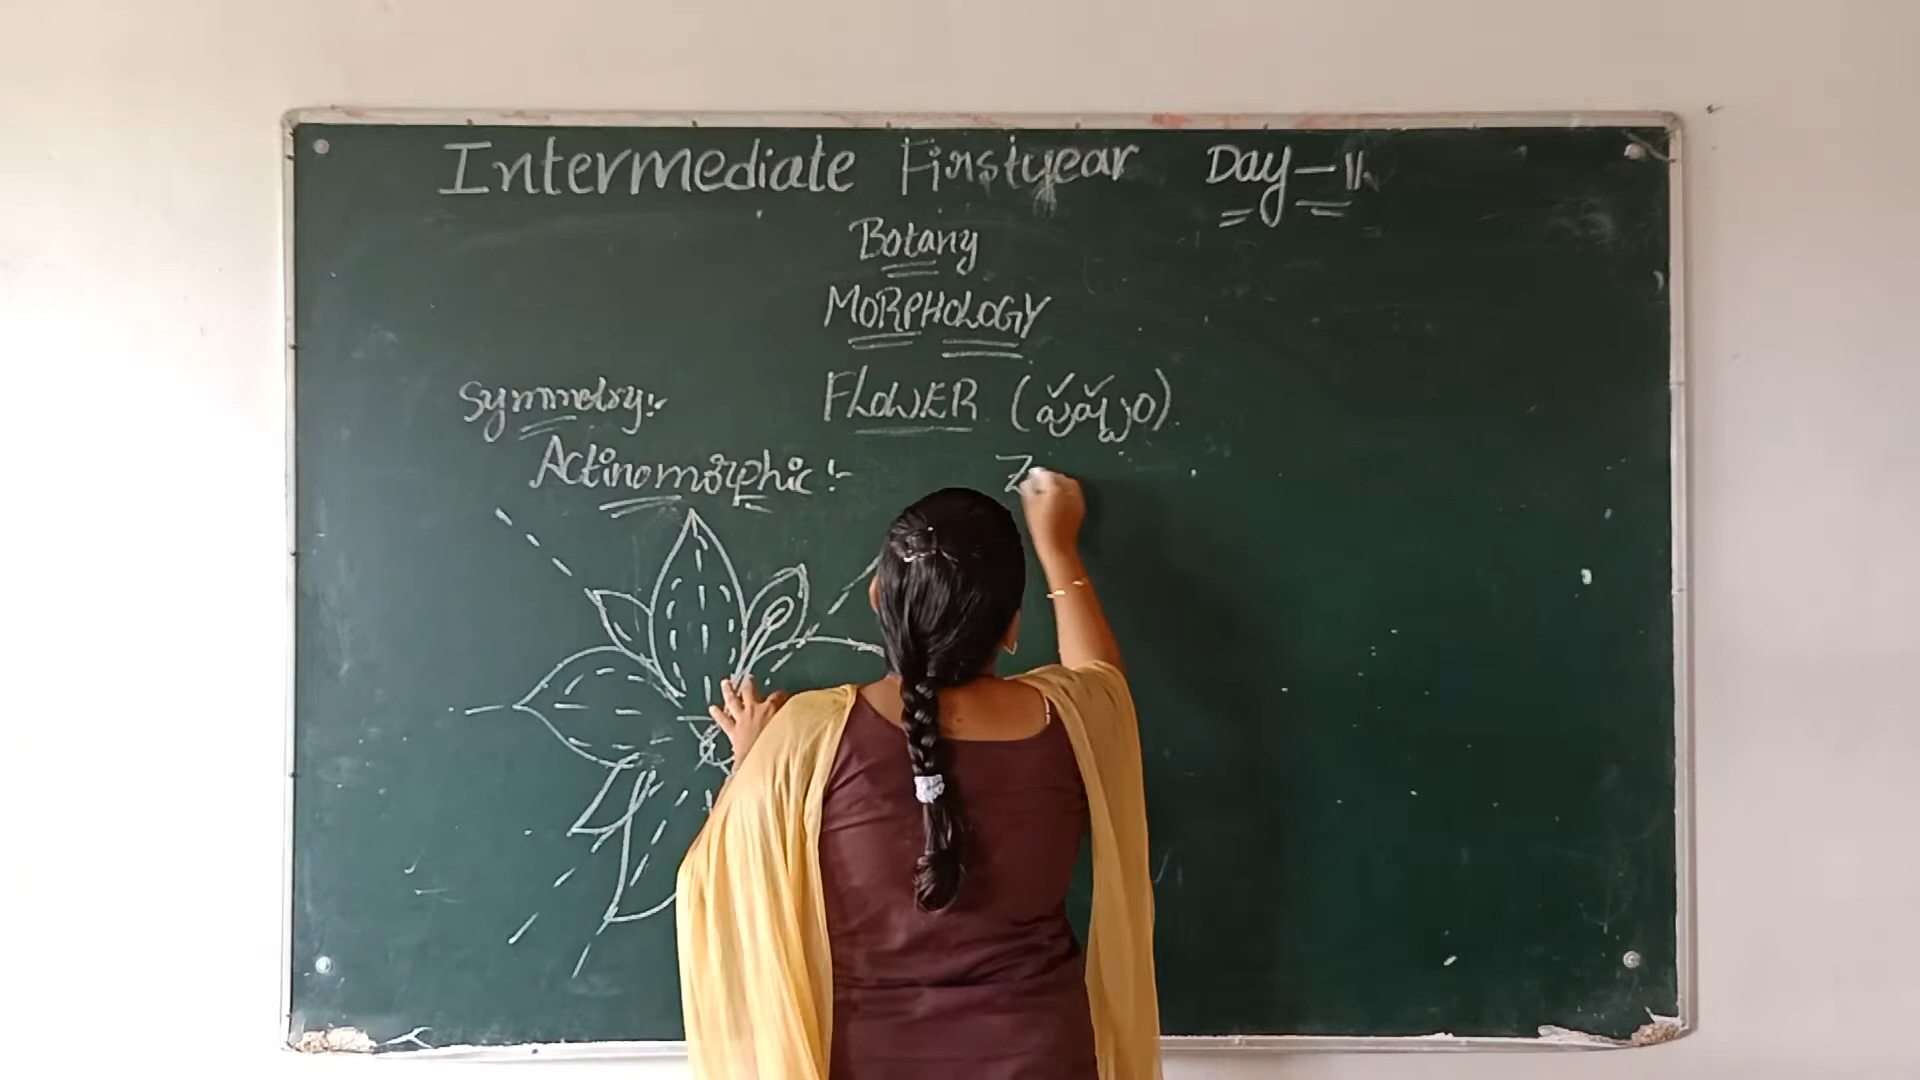 Intermediate Firstyear Day-11
Botany
MORPHOLOGY
Symmetry:-
FLOWER (పుష్పం).
Actinomorphic :-
Z